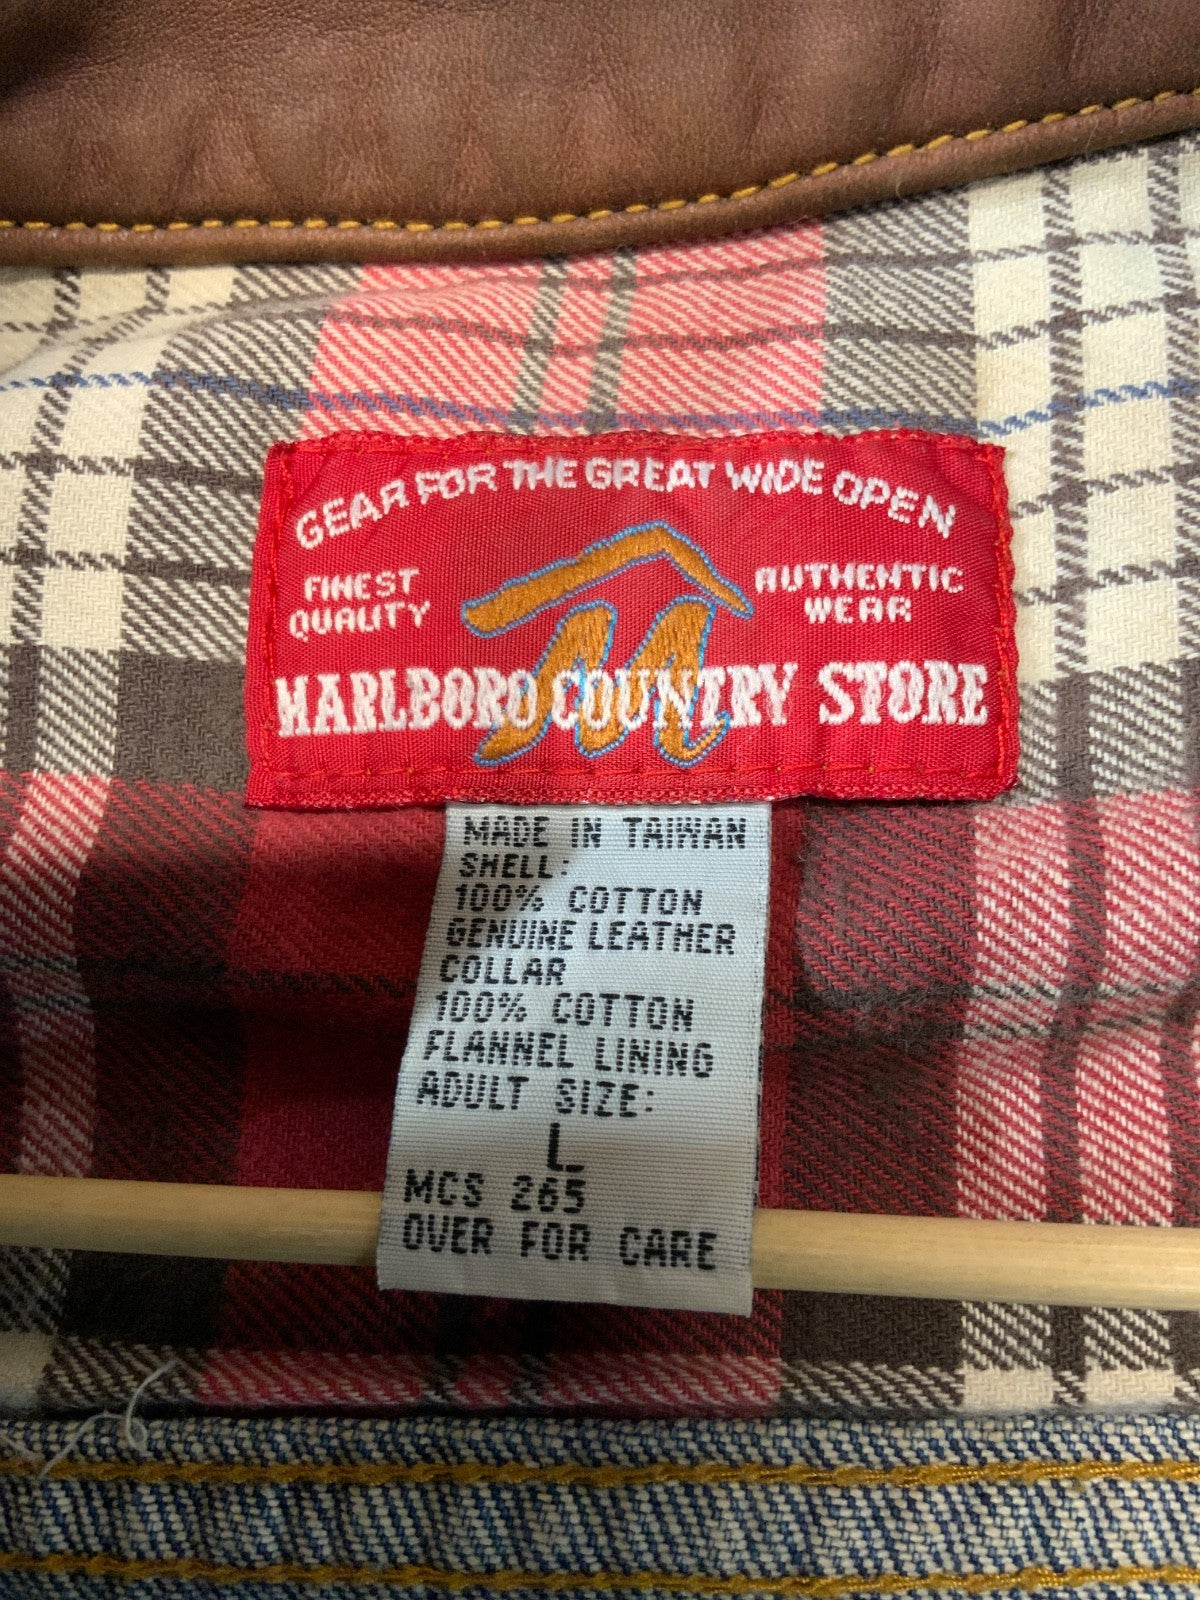 GEAR FOR THE GREAT WIDE OPEN
FINEST
QUALITY
AUTHENTIC
WEAR
MARLBORO COUNTRY STORE
MADE IN TAIWAN
SHELL:
100% COTTON
GENUINE LEATHER
COLLAR
100% COTTON
FLANNEL LINING
ADULT SIZE:
L
MCS 265
OVER FOR CARE